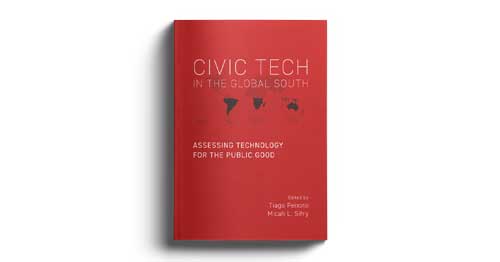 CIVIC TECH
IN THE GLOBAL SOUTH
ASSESSING TECHNOLOGY
FOR THE PUBLIC GOOD
Edited by
Tiago Peixoto
Micah L. Sifry